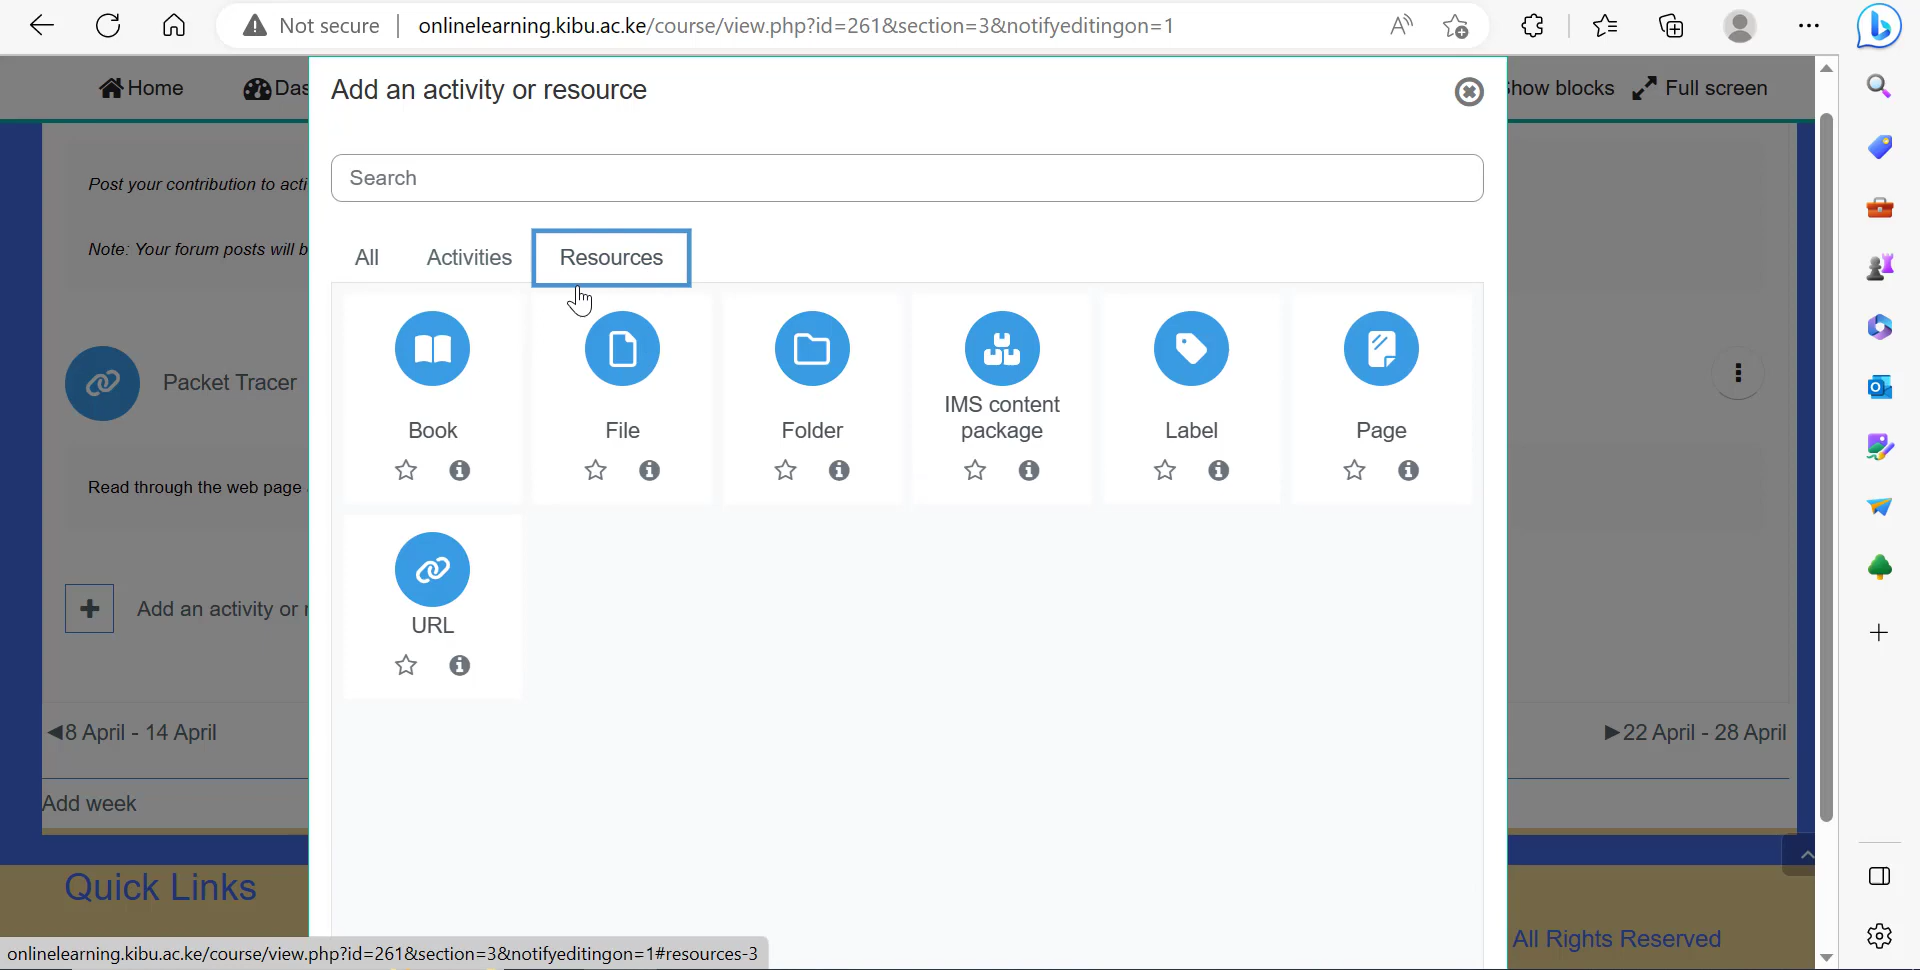 Not secure
onlinelearning.kibu.ac.ke/course/view.php?id=261&section=3&notifyeditingon=1
Home
Das
Add an activity or resource
Show blocks
Full screen
Search
Post your contribution to acti
Note: Your forum posts will b
All
Activities
Resources
Book
File
Folder
IMS content
package
Label
Page
Packet Tracer
Read through the web page
URL
Add an activity or r
8 April - 14 April
22 April - 28 April
Add week
Quick Links
All Rights Reserved
onlinelearning.kibu.ac.ke/course/view.php?id=261&section=3&notifyeditingon=1#resources-3